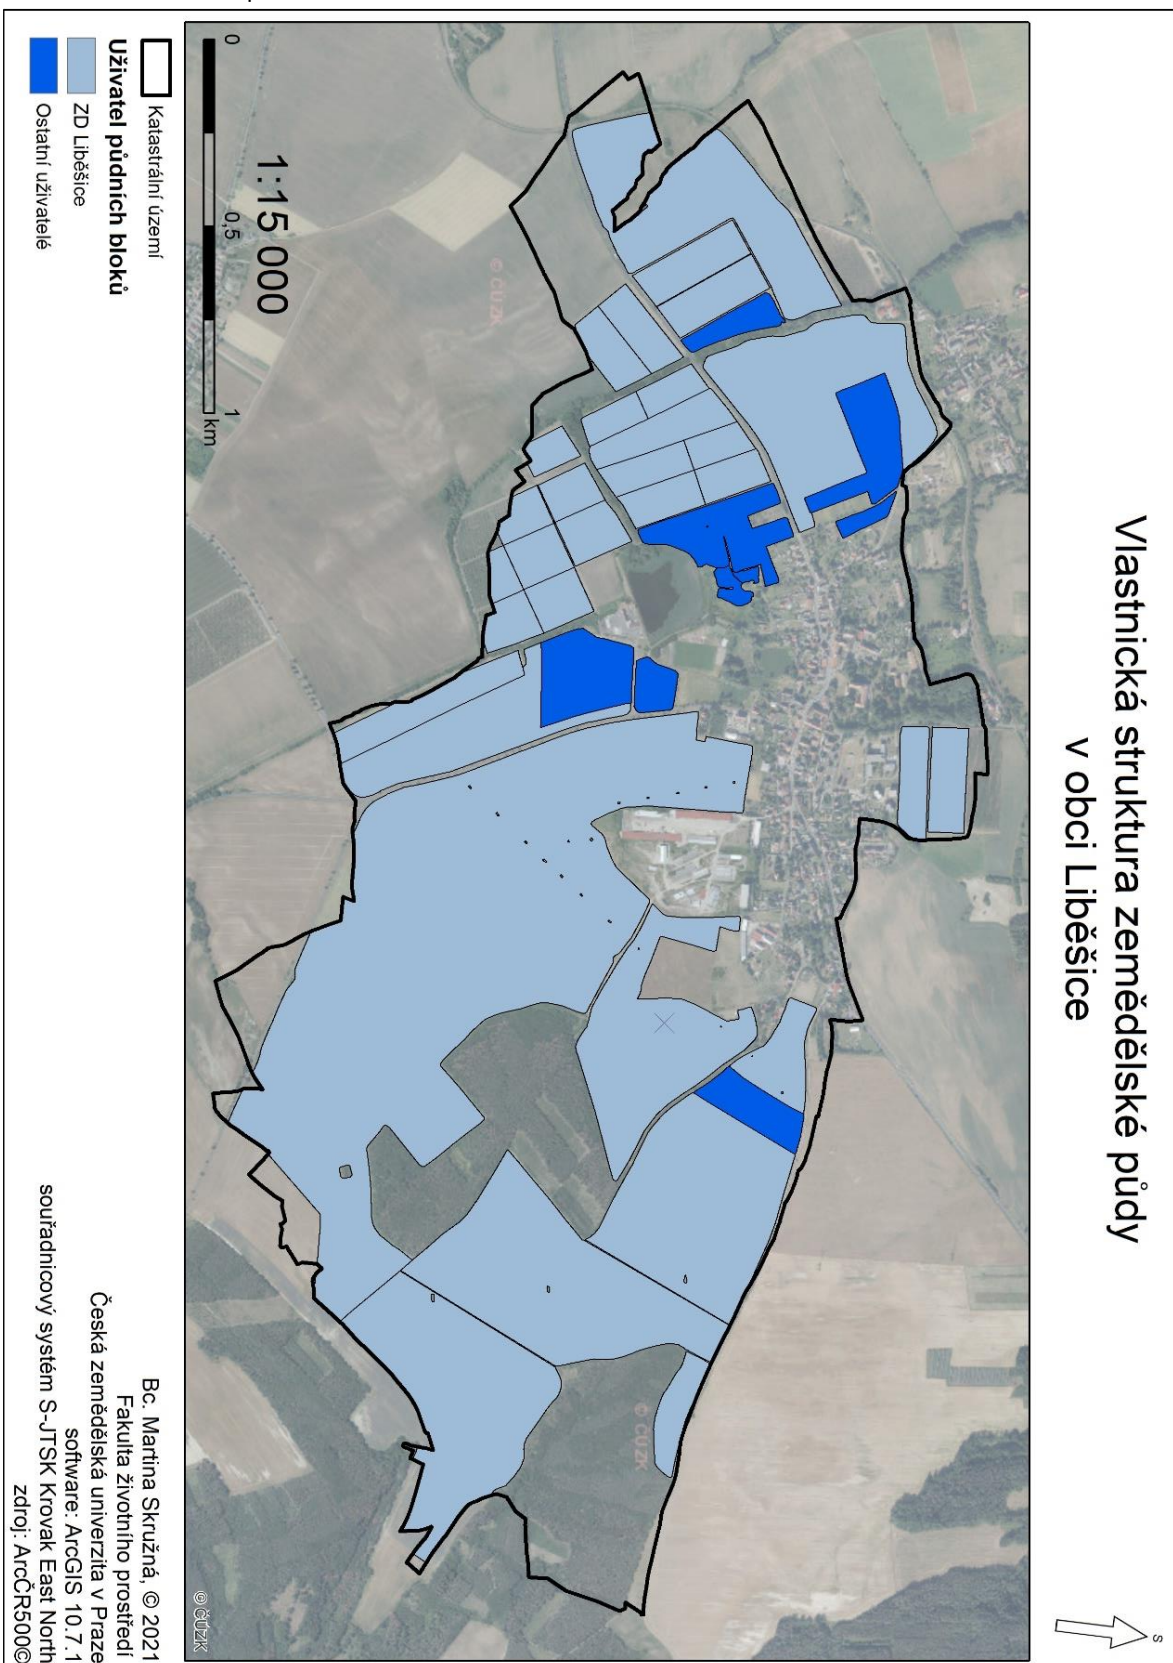 Vlastnická struktura zemědělské půdy
v obci Liběšice
S
© ČÚZK
© ČÚZK
© ČÚZK
1:15 000
0
0,5
1
km
Katastrální území
Uživatel půdních bloků
ZD Liběšice
Ostatní uživatelé
Bc. Martina Skružná, © 2021
Fakulta životního prostředí
Česká zemědělská univerzita v Praze
software: ArcGIS 10.7.1
souřadnicový systém S-JTSK Krovak East North
zdroj: ArcČR500©